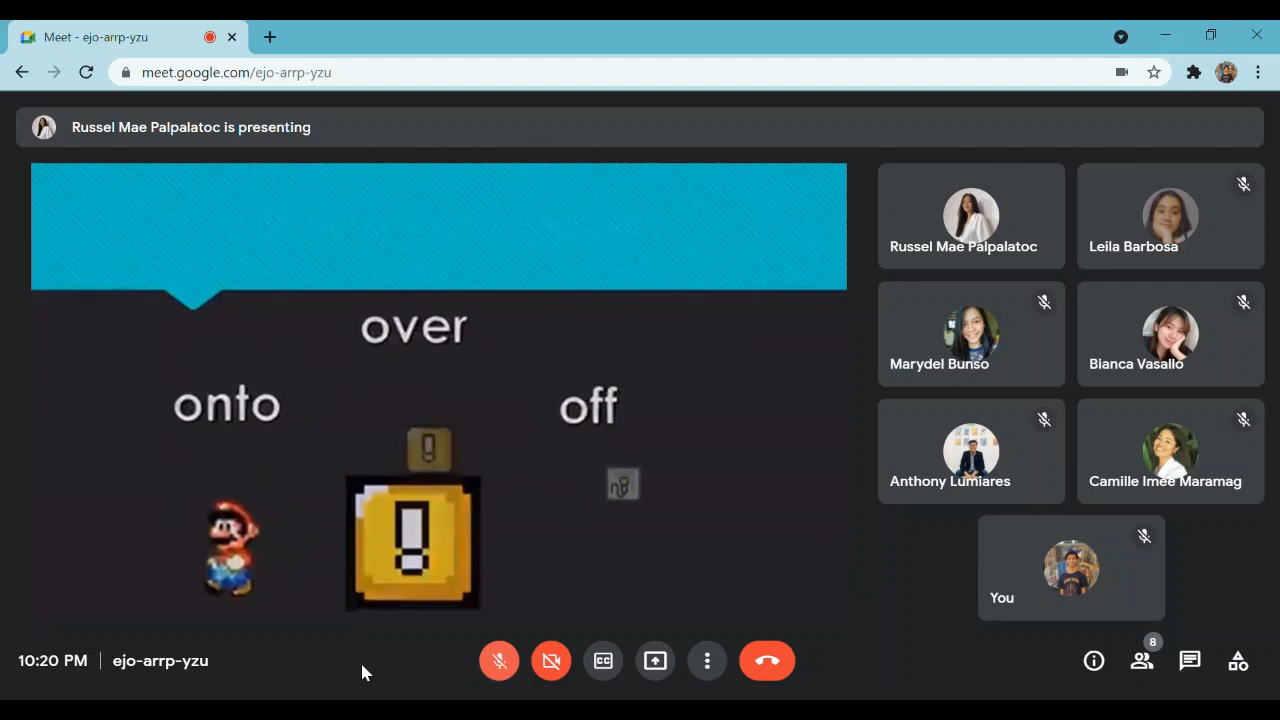 Meet - ejo-arrp-yzu
meet.google.com/ejo-arrp-yzu
Russel Mae Palpalatoc is presenting
over
onto
off
!
!
Russel Mae Palpalatoc
Leila Barbosa
Marydel Bunso
Bianca Vasallo
Anthony Lumiares
Camille Imee Maramag
You
10:20 PM | ejo-arrp-yzu
CC
8